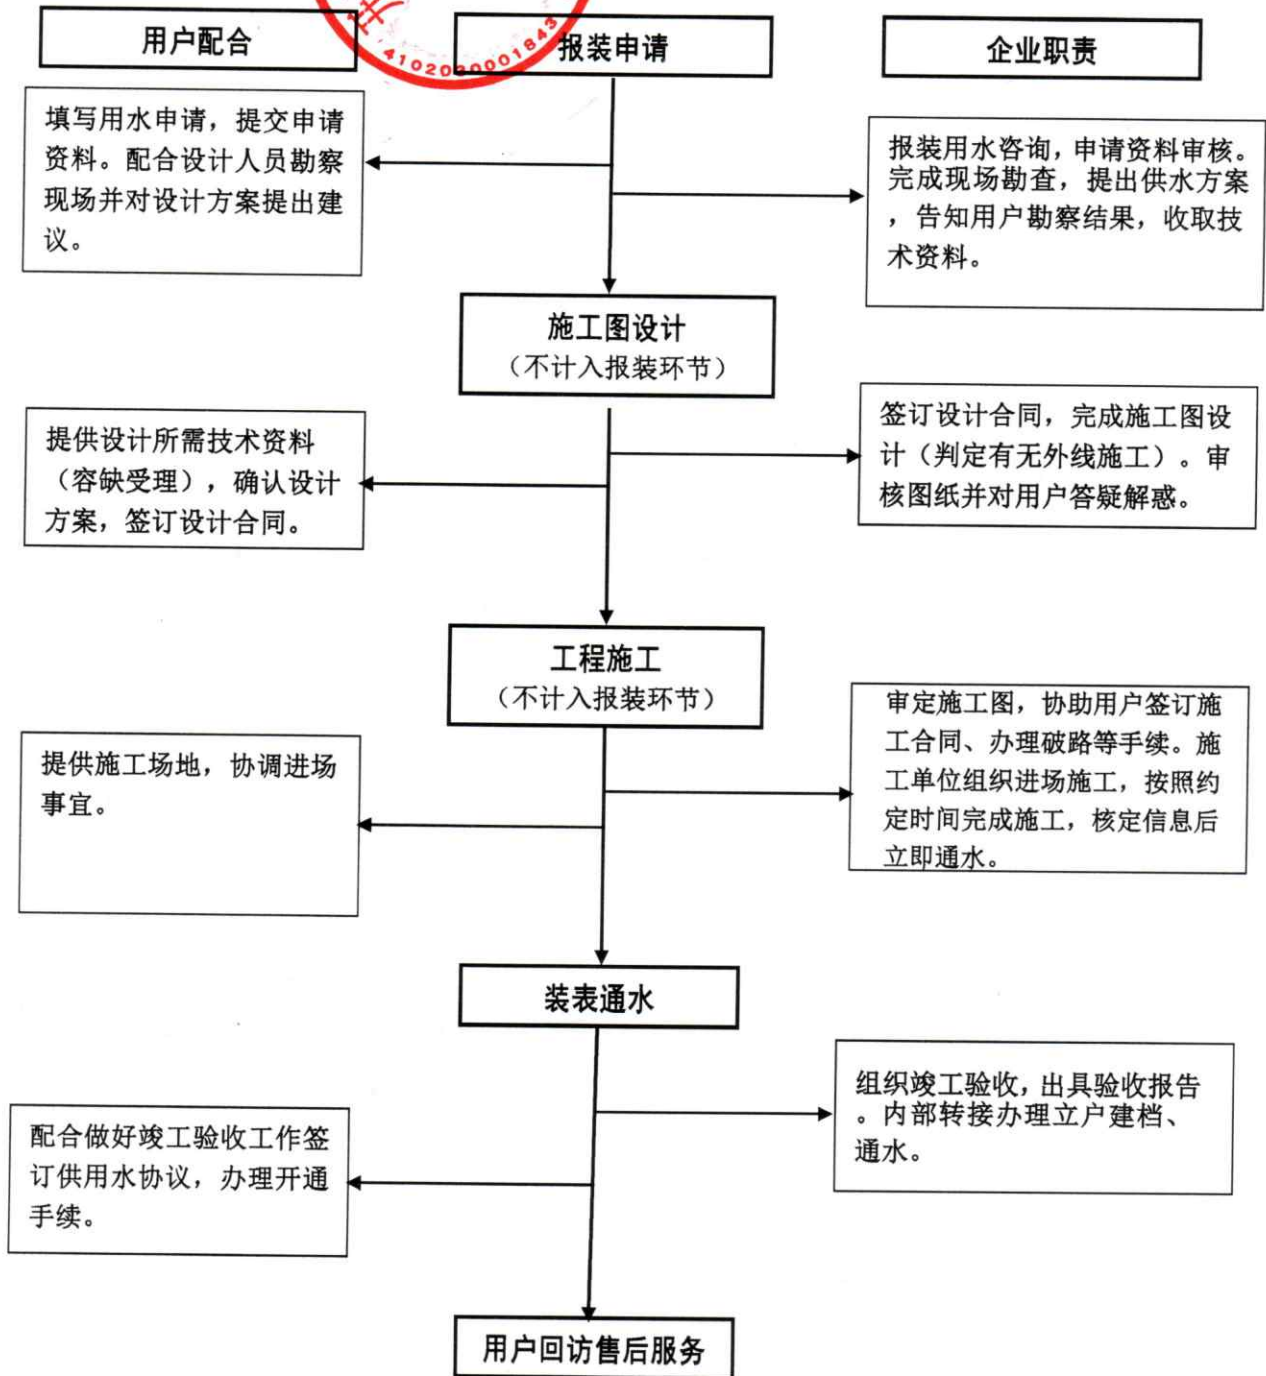 用户配合
报装申请
企业职责
4102030001843
填写用水申请，提交申请
资料。配合设计人员勘察
现场并对设计方案提出建
议。
报装用水咨询，申请资料审核。
完成现场勘查，提出供水方案
，告知用户勘察结果，收取技
术资料。
施工图设计
（不计入报装环节）
提供设计所需技术资料
（容缺受理），确认设计
方案，签订设计合同。
签订设计合同，完成施工图设
计（判定有无外线施工）。审
核图纸并对用户答疑解惑。
工程施工
（不计入报装环节）
提供施工场地，协调进场
事宜。
审定施工图，协助用户签订施
工合同、办理破路等手续。施
工单位组织进场施工，按照约
定时间完成施工，核定信息后
立即通水。
装表通水
组织竣工验收，出具验收报告
。内部转接办理立户建档、
通水。
配合做好竣工验收工作签
订供用水协议，办理开通
手续。
用户回访售后服务